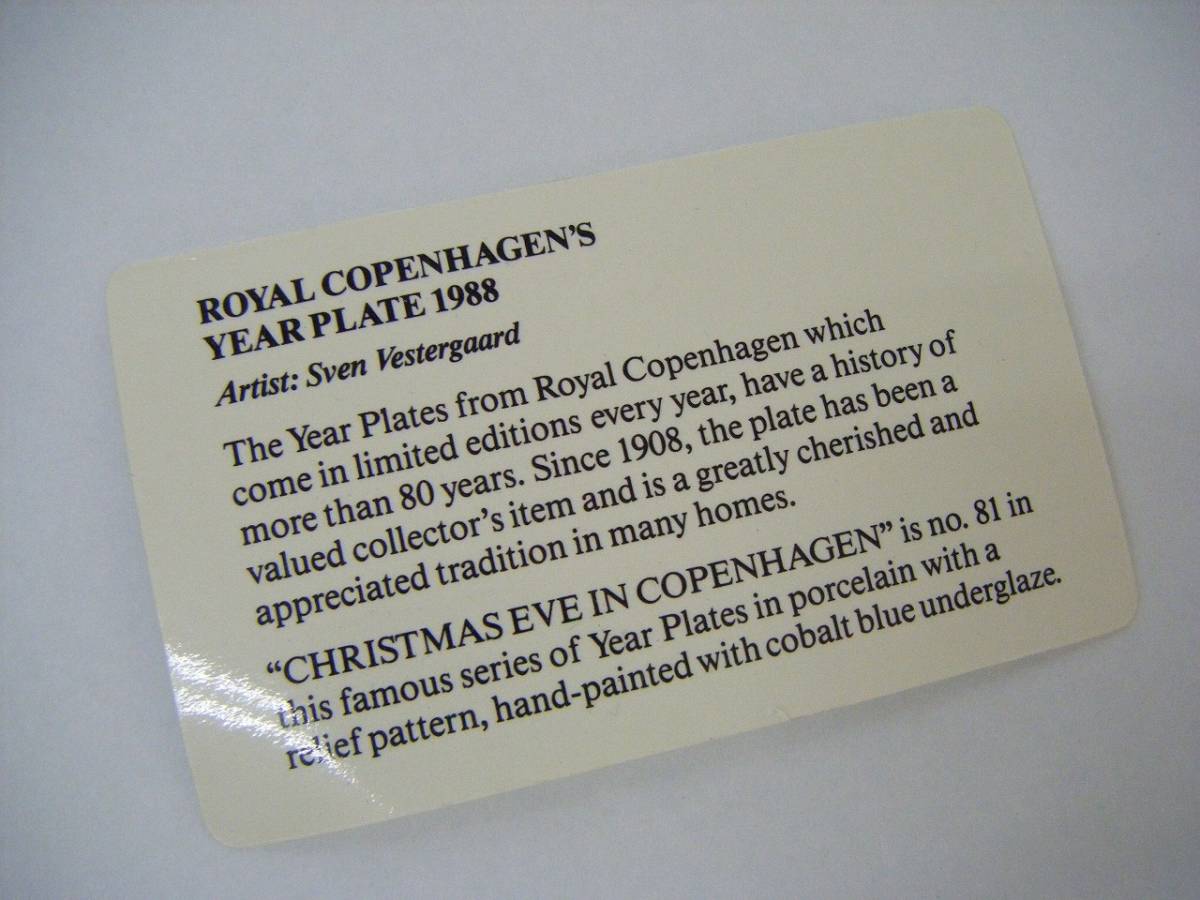 ROYAL COPENHAGEN'S
YEAR PLATE 1988
Artist: Sven Vestergaard
The Year Plates from Royal Copenhagen which
come in limited editions every year, have a history of
more than 80 years. Since 1908, the plate has been a
valued collector's item and is a greatly cherished and
appreciated tradition in many homes.
“CHRISTMAS EVE IN COPENHAGEN” is no. 81 in
this famous series of Year Plates in porcelain with a
relief pattern, hand-painted with cobalt blue underglaze.